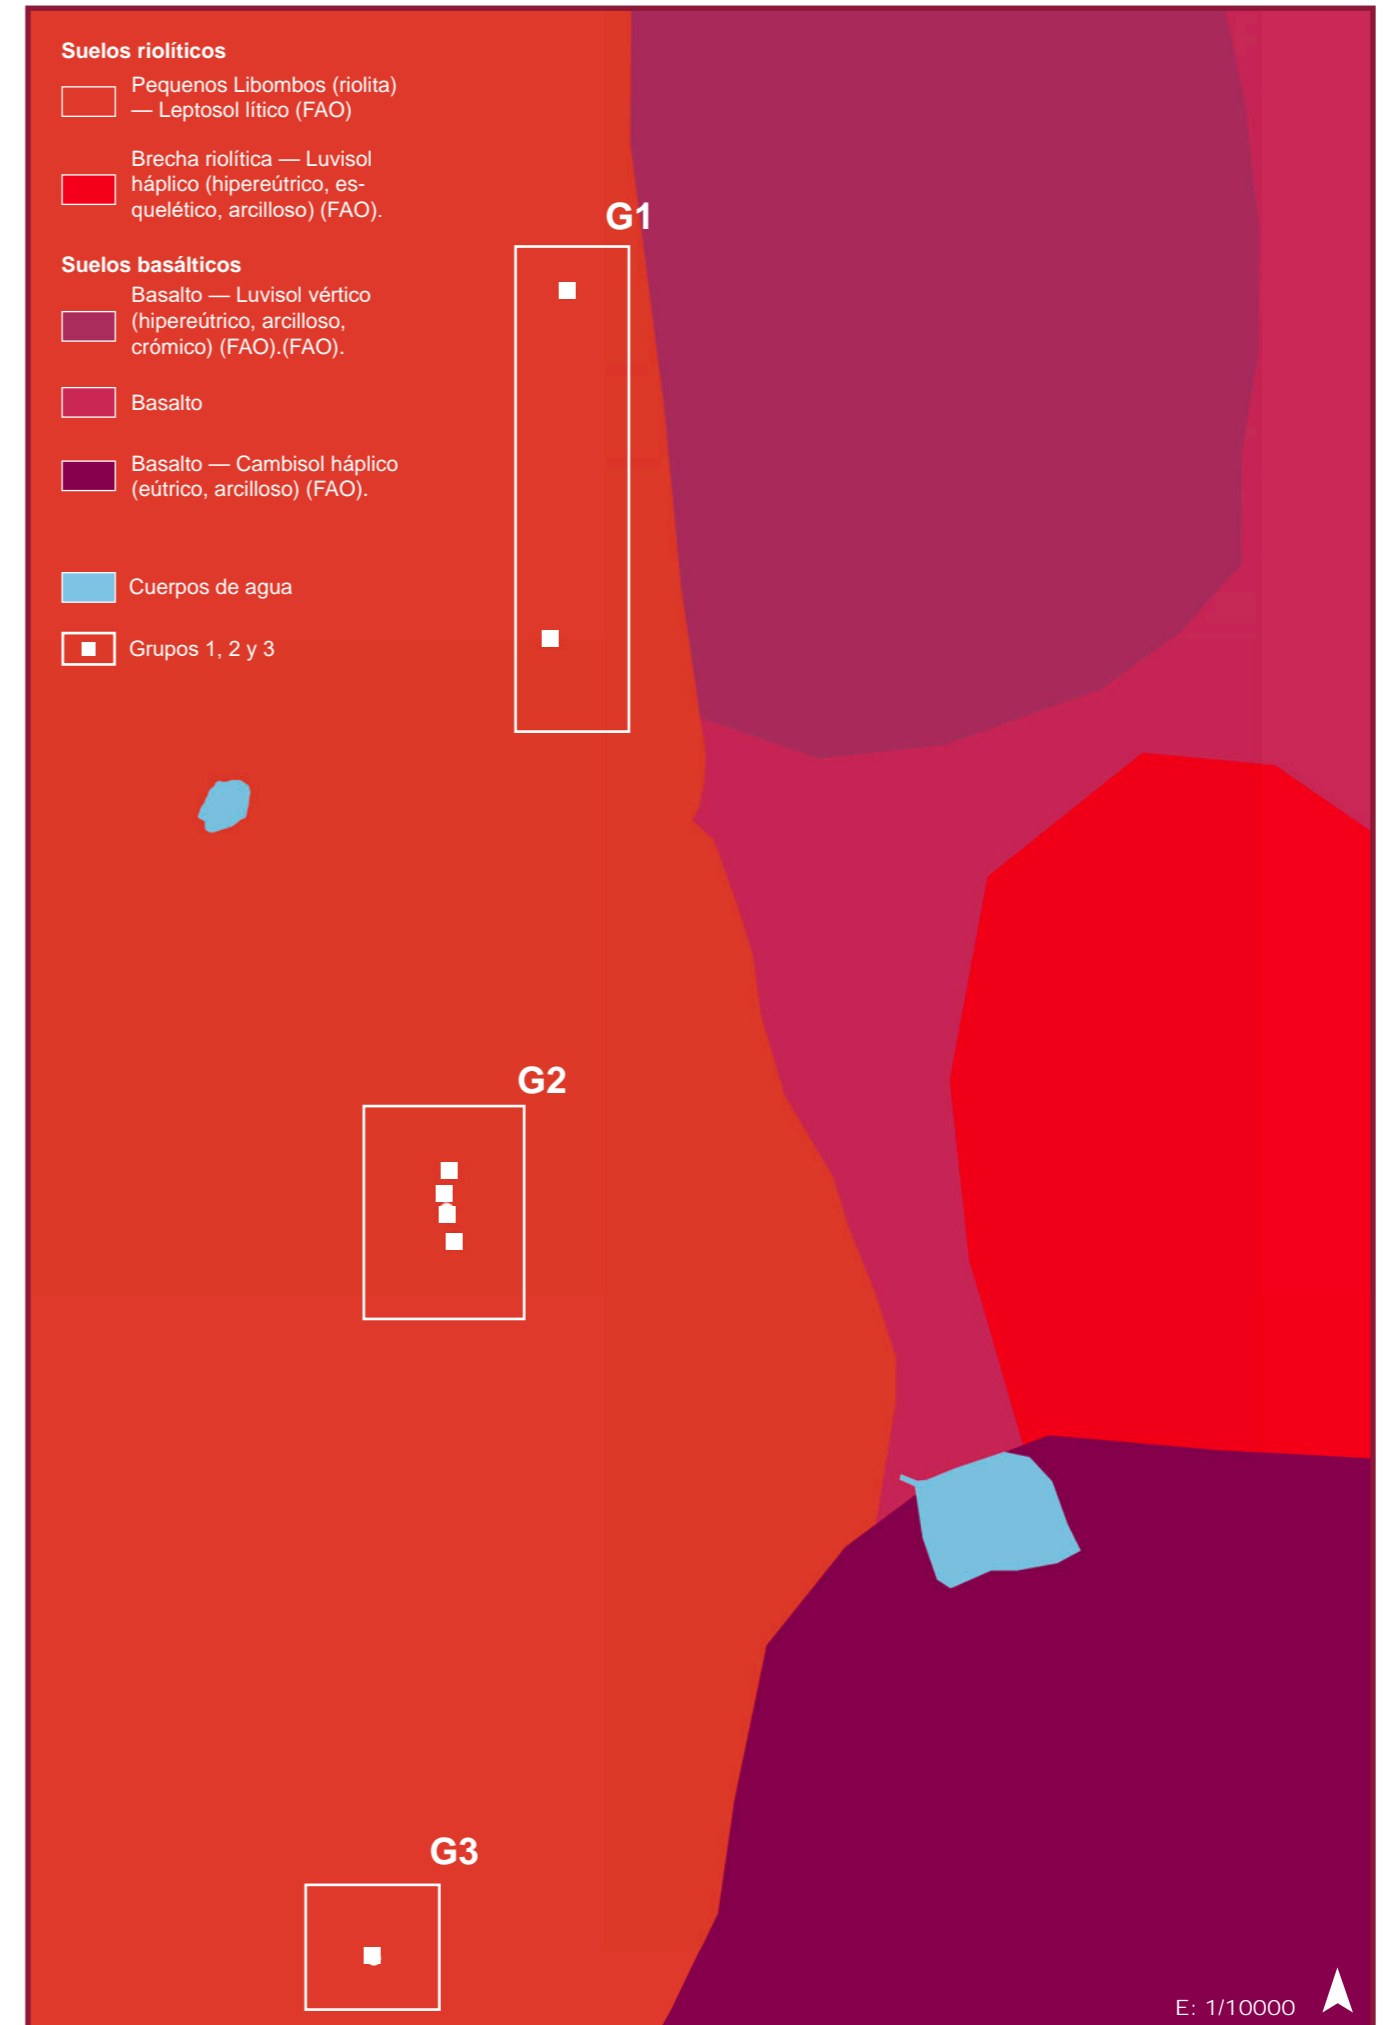 Suelos riolíticos
Pequenos Libombos (riolita)
— Leptosol lítico (FAO)
Brecha riolítica — Luvisol
háplico (hipereútrico, es-
quelético, arcilloso) (FAO).
Suelos basálticos
Basalto — Luvisol vértico
(hipereútrico, arcilloso,
crómico) (FAO).(FAO).
Basalto
Basalto — Cambisol háplico
(eútrico, arcilloso) (FAO).
Cuerpos de agua
Grupos 1, 2 y 3
G1
G2
G3
E: 1/10000